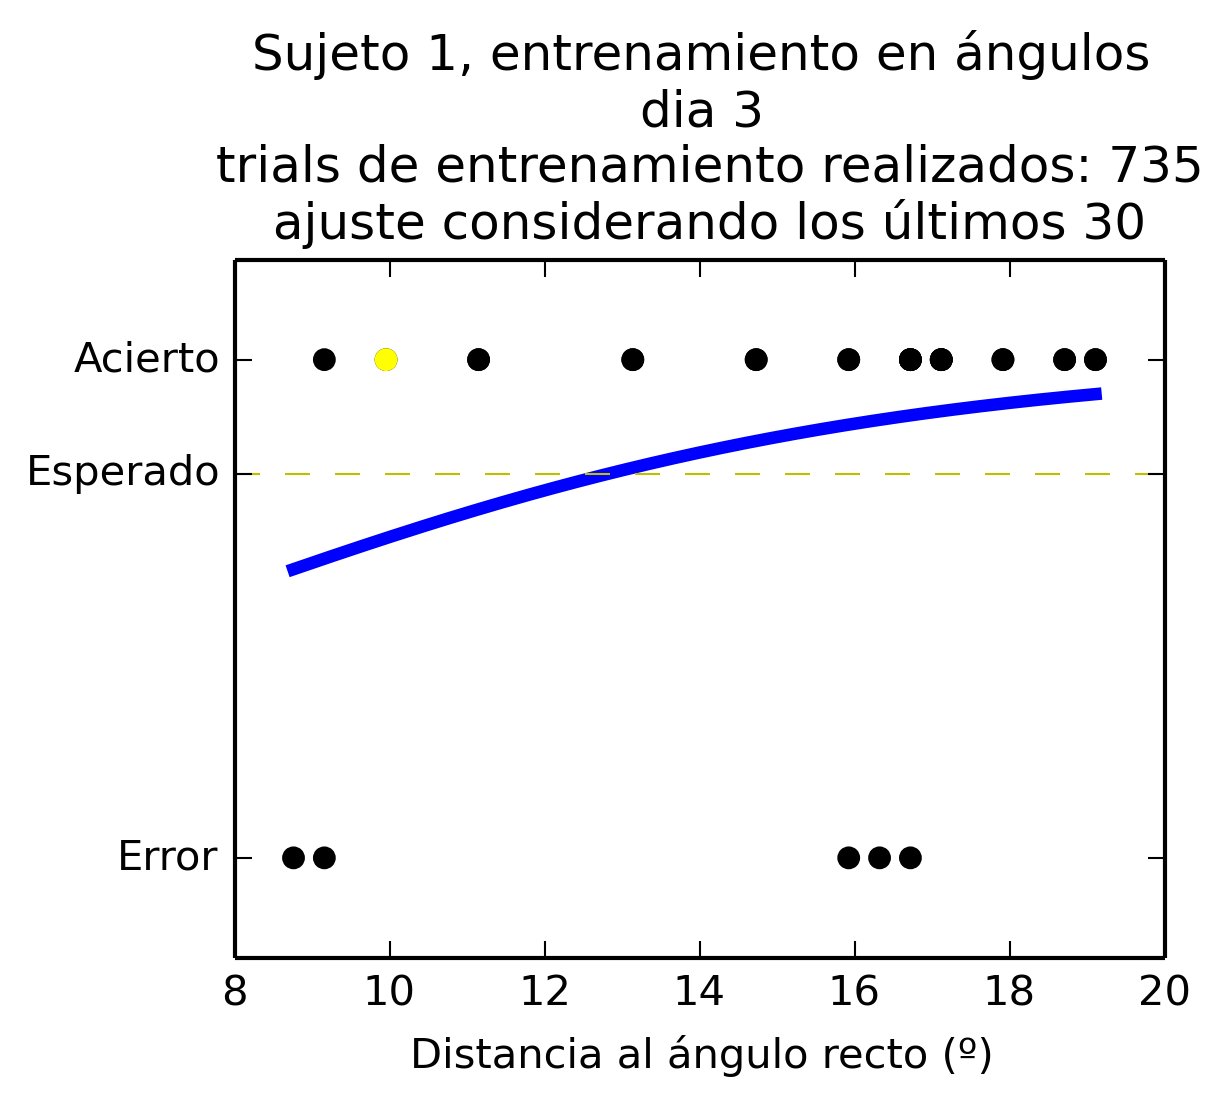 Sujeto 1, entrenamiento en ángulos
dia 3
trials de entrenamiento realizados: 735
ajuste considerando los últimos 30
Acierto
Esperado
Error
8 10 12 14 16 18 20
Distancia al ángulo recto (º)